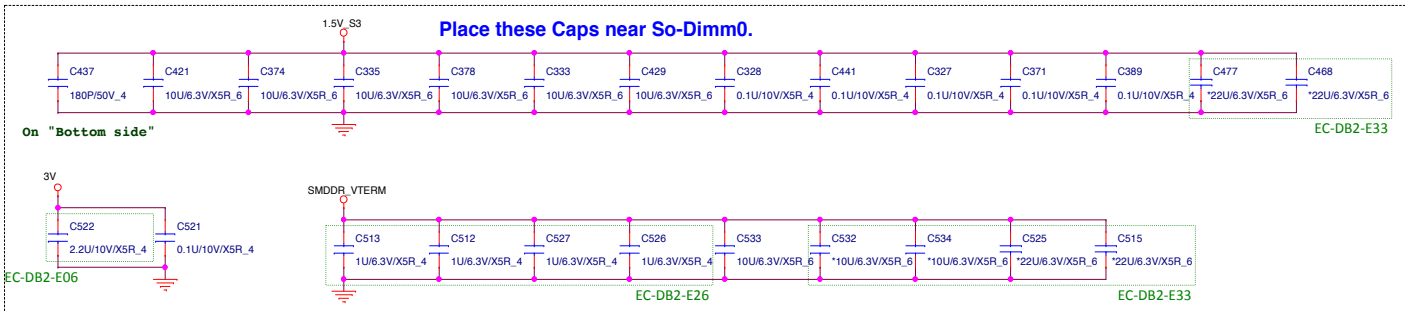 Place these Caps near So-Dimm0.
1.5V_S3
C437 C421 C374 C335 C378 C333 C429 C328 C441 C327 C371 C389 C477 C468
180P/50V_4 10U/6.3V/X5R_6 10U/6.3V/X5R_6 10U/6.3V/X5R_6 10U/6.3V/X5R_6 10U/6.3V/X5R_6 10U/6.3V/X5R_6 0.1U/10V/X5R_4 0.1U/10V/X5R_4 0.1U/10V/X5R_4 0.1U/10V/X5R_4 0.1U/10V/X5R_4 *22U/6.3V/X5R_6 *22U/6.3V/X5R_6
On "Bottom side"
EC-DB2-E33
3V
SMDDR_VTERM
C522 C521
2.2U/10V/X5R_4 0.1U/10V/X5R_4
EC-DB2-E06
C513 C512 C527 C526 C533 C532 C534 C525 C515
1U/6.3V/X5R_4 1U/6.3V/X5R_4 1U/6.3V/X5R_4 1U/6.3V/X5R_4 10U/6.3V/X5R_6 *10U/6.3V/X5R_6 *10U/6.3V/X5R_6 *22U/6.3V/X5R_6 *22U/6.3V/X5R_6
EC-DB2-E26
EC-DB2-E33